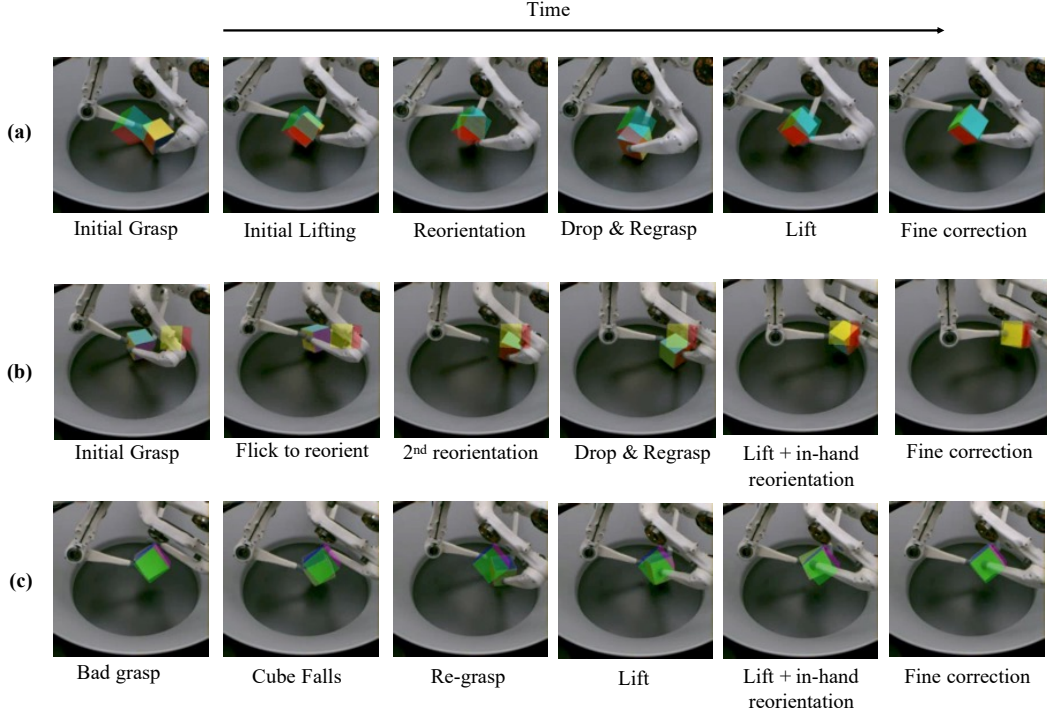 Time
(a)
Initial Grasp
Initial Lifting
Reorientation
Drop & Regrasp
Lift
Fine correction
(b)
Initial Grasp
Flick to reorient
2nd reorientation
Drop & Regrasp
Lift + in-hand
reorientation
Fine correction
(c)
Bad grasp
Cube Falls
Re-grasp
Lift
Lift + in-hand
reorientation
Fine correction